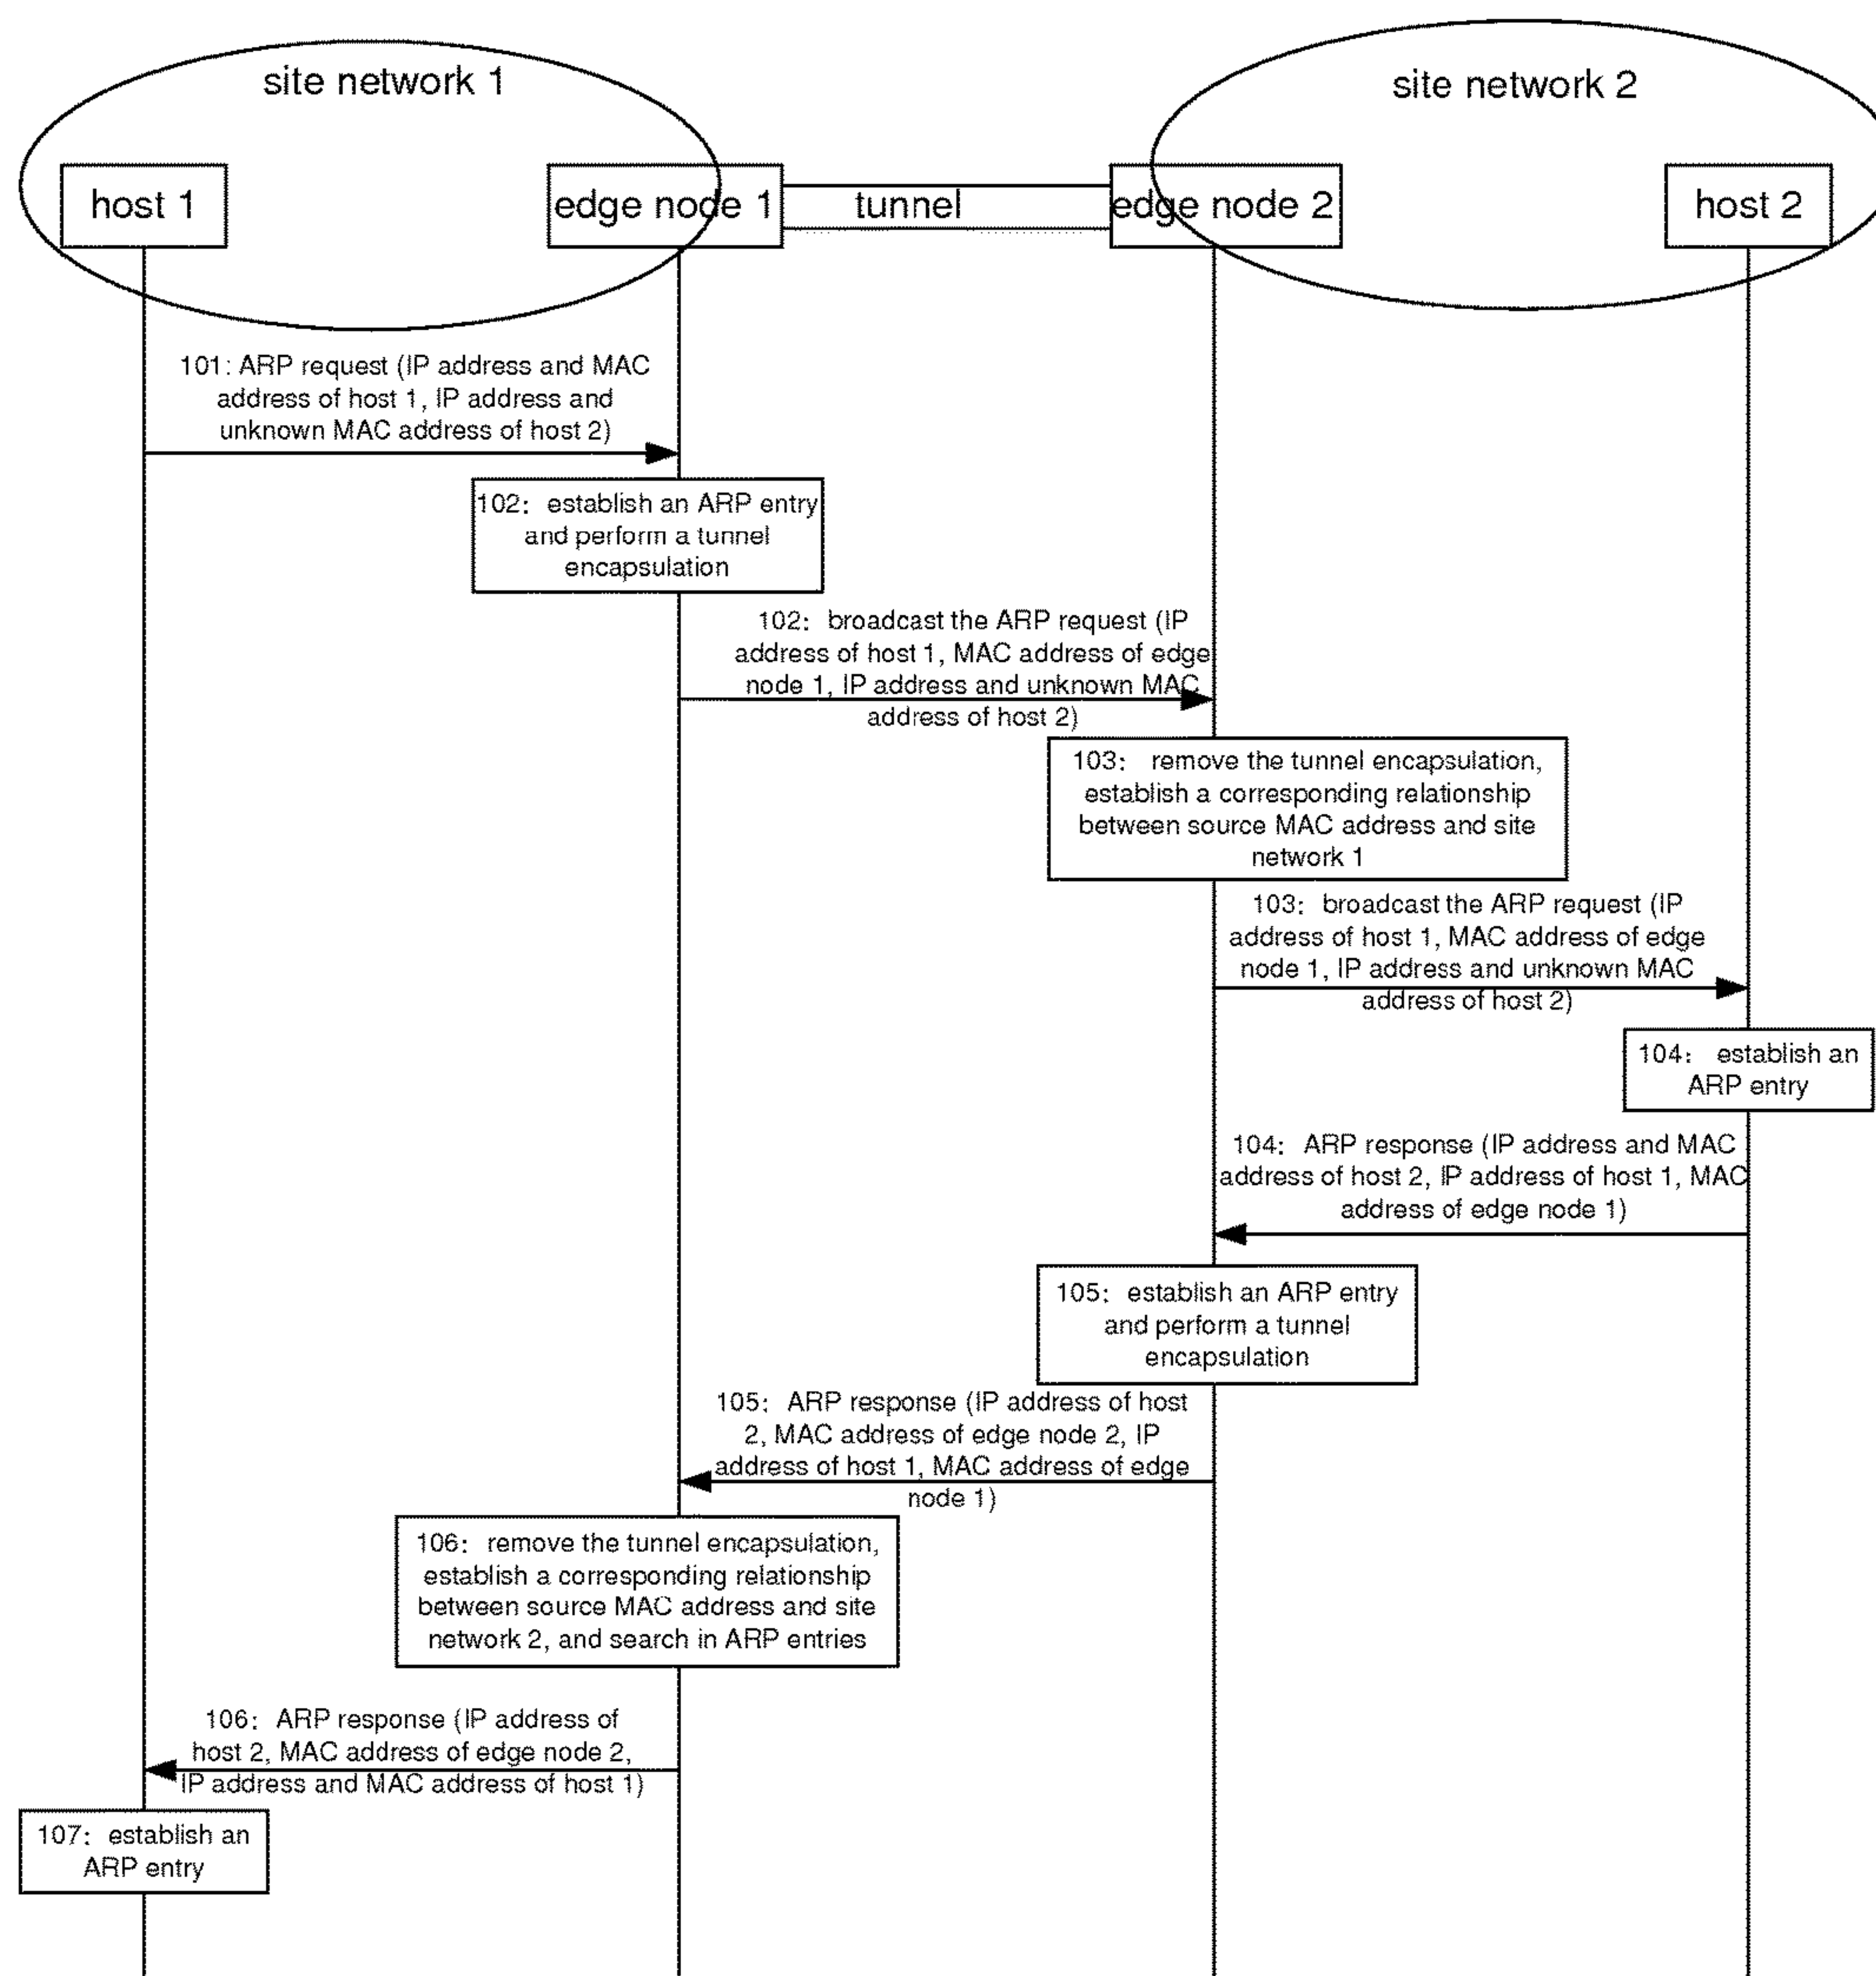 site network 1
site network 2
host 1
edge node 1
tunnel
edge node 2
host 2
101: ARP request (IP address and MAC
address of host 1, IP address and
unknown MAC address of host 2)
102: establish an ARP entry
and perform a tunnel
encapsulation
102: broadcast the ARP request (IP
address of host 1, MAC address of edge
node 1, IP address and unknown MAC
address of host 2)
103: remove the tunnel encapsulation,
establish a corresponding relationship
between source MAC address and site
network 1
103: broadcast the ARP request (IP
address of host 1, MAC address of edge
node 1, IP address and unknown MAC
address of host 2)
104: establish an
ARP entry
104: ARP response (IP address and MAC
address of host 2, IP address of host 1, MAC
address of edge node 1)
105: establish an ARP entry
and perform a tunnel
encapsulation
105: ARP response (IP address of host
2, MAC address of edge node 2, IP
address of host 1, MAC address of edge
node 1)
106: remove the tunnel encapsulation,
establish a corresponding relationship
between source MAC address and site
network 2, and search in ARP entries
106: ARP response (IP address of
host 2, MAC address of edge node 2,
IP address and MAC address of host 1)
107: establish an
ARP entry